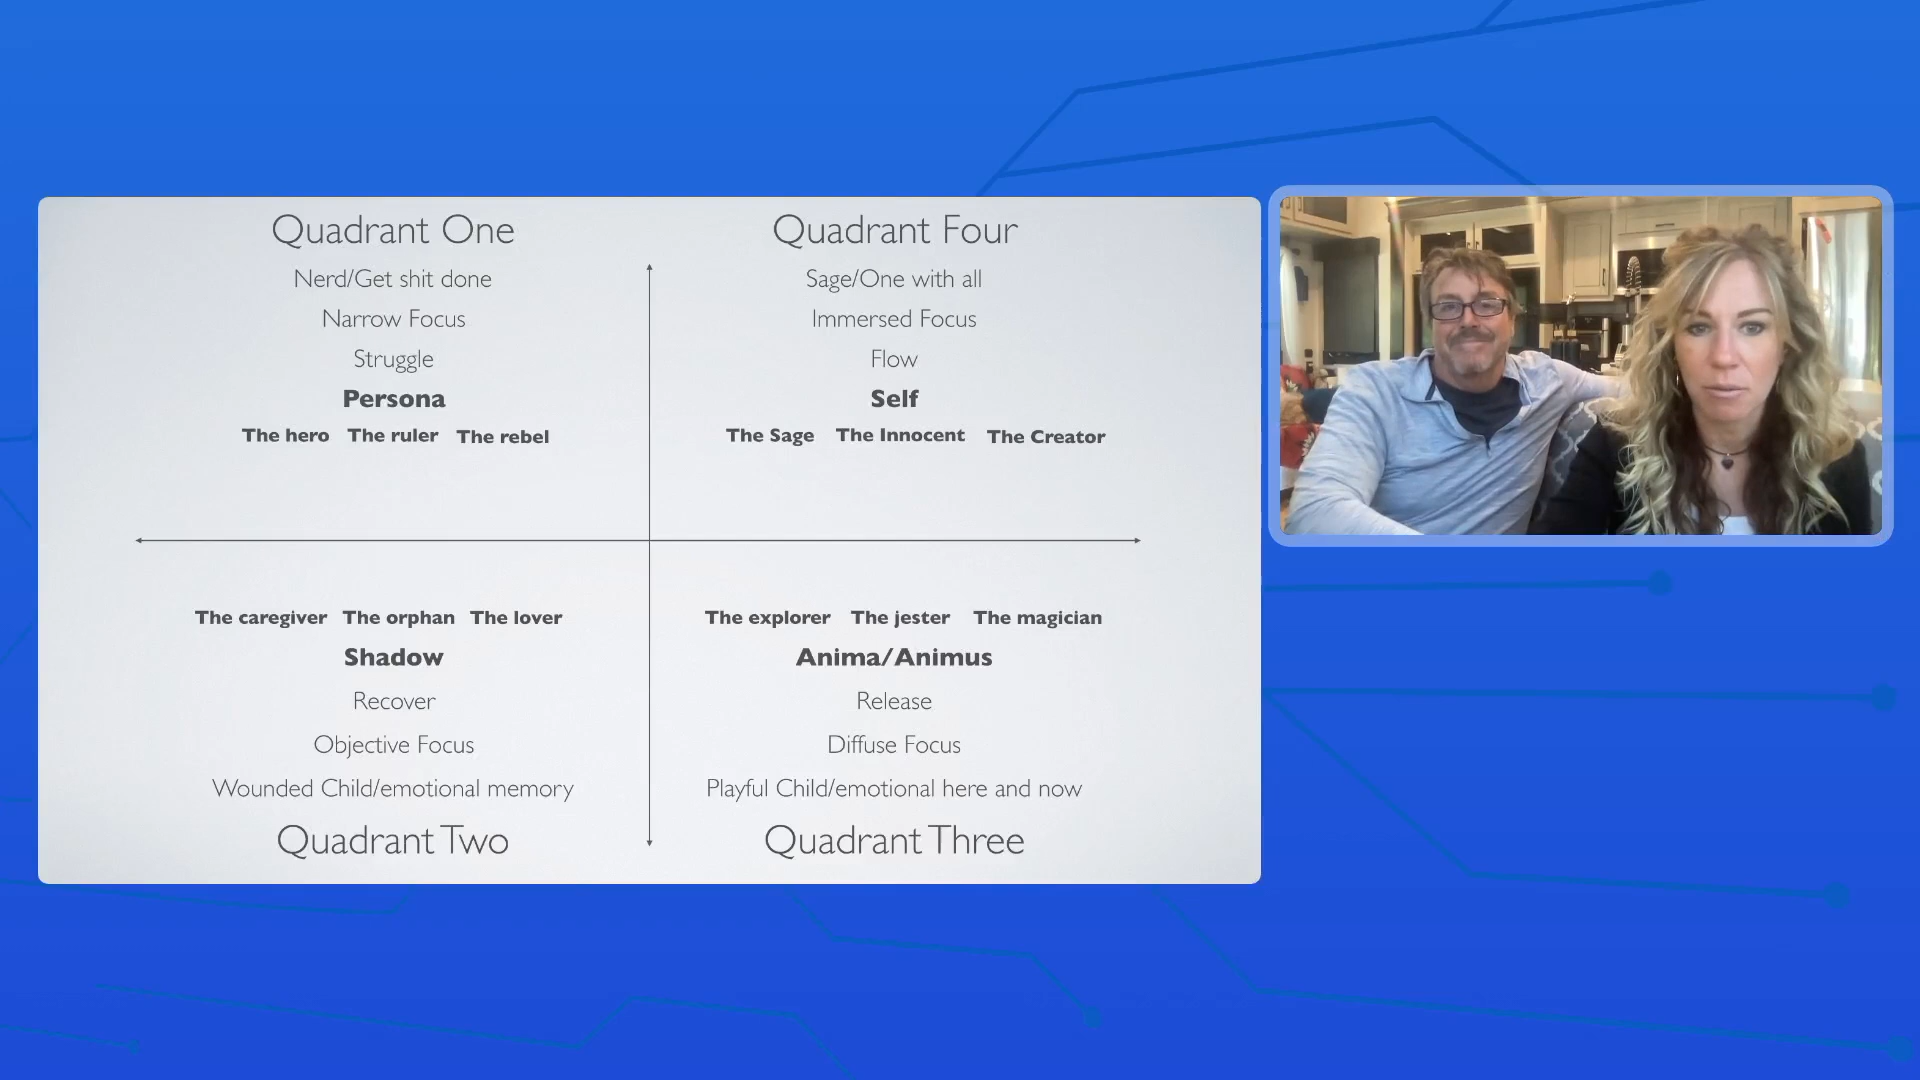 Quadrant One
Nerd/Get shit done
Narrow Focus
Struggle
Persona
The hero The ruler The rebel
Quadrant Four
Sage/One with all
Immersed Focus
Flow
Self
The Sage The Innocent The Creator
The caregiver The orphan The lover
Shadow
Recover
Objective Focus
Wounded Child/emotional memory
Quadrant Two
The explorer The jester The magician
Anima/Animus
Release
Diffuse Focus
Playful Child/emotional here and now
Quadrant Three